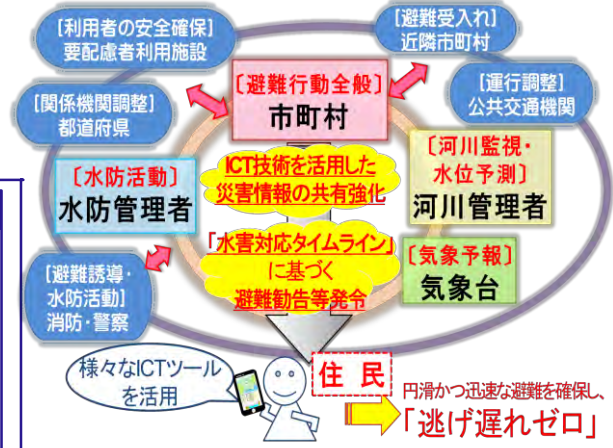 [利用者の安全確保]
要配慮者利用施設
[避難受入れ]
近隣市町村
[関係機関調整]
都道府県
〔避難行動全般〕
市町村
[運行調整]
公共交通機関
〔水防活動〕
水防管理者
ICT技術を活用した
災害情報の共有強化
〔河川監視・
水位予測〕
河川管理者
「水害対応タイムライン」
に基づく
避難勧告等発令
〔気象予報〕
気象台
[避難誘導・
水防活動]
消防・警察
様々なICTツール
を活用
住 民
円滑かつ迅速な避難を確保し、
「逃げ遅れゼロ」